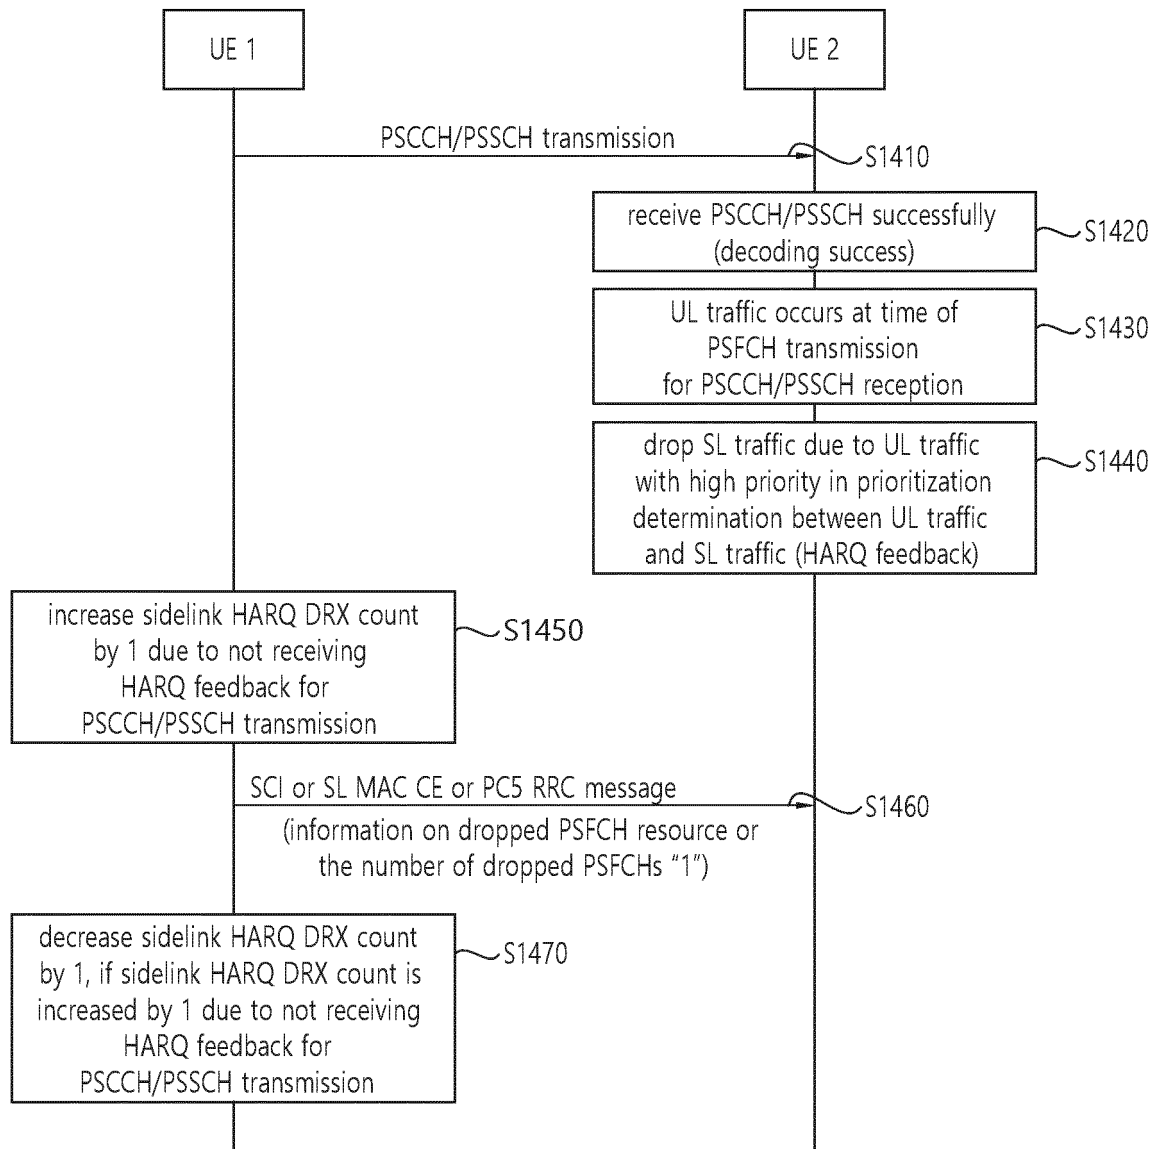 UE 1
UE 2
PSCCH/PSSCH transmission
S1410
receive PSCCH/PSSCH successfully
(decoding success)
S1420
UL traffic occurs at time of
PSFCH transmission
for PSCCH/PSSCH reception
S1430
drop SL traffic due to UL traffic
with high priority in prioritization
determination between UL traffic
and SL traffic (HARQ feedback)
S1440
increase sidelink HARQ DRX count
by 1 due to not receiving
HARQ feedback for
PSCCH/PSSCH transmission
S1450
SCI or SL MAC CE or PC5 RRC message
S1460
(information on dropped PSFCH resource or
the number of dropped PSFCHs “1”)
decrease sidelink HARQ DRX count
by 1, if sidelink HARQ DRX count is
increased by 1 due to not receiving
HARQ feedback for
PSCCH/PSSCH transmission
S1470